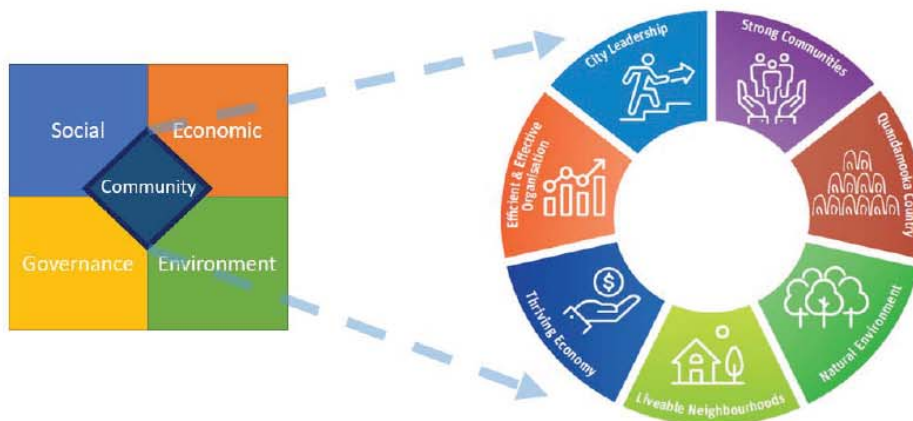 Social
Economic
Community
Governance
Environment
City Leadership
Strong Communities
Quandamooka Country
Natural Environment
Liveable Neighbourhoods
Thriving Economy
$
Efficient & Effective
Organisation